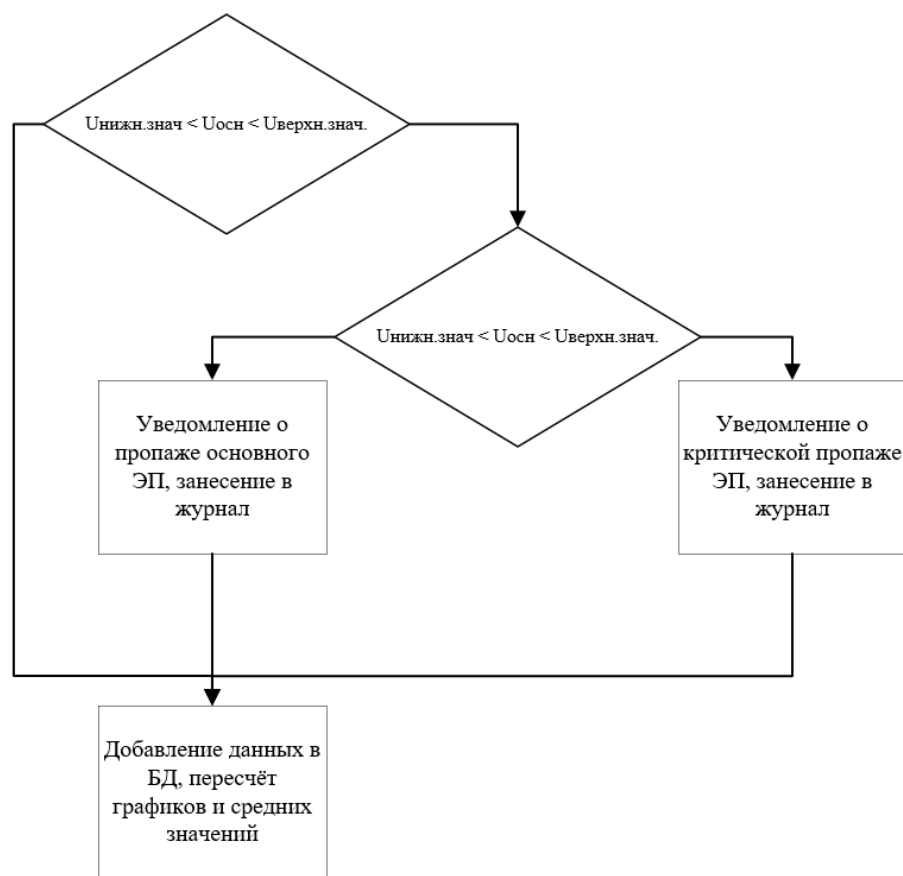 Uнижн.знач < Uосн < Uверхн.знач.
Uнижн.знач < Uосн < Uверхн.знач.
Уведомление о
пропаже основного
ЭП, занесение в
журнал
Уведомление о
критической пропаже
ЭП, занесение в
журнал
Добавление данных в
БД, пересчёт
графиков и средних
значений